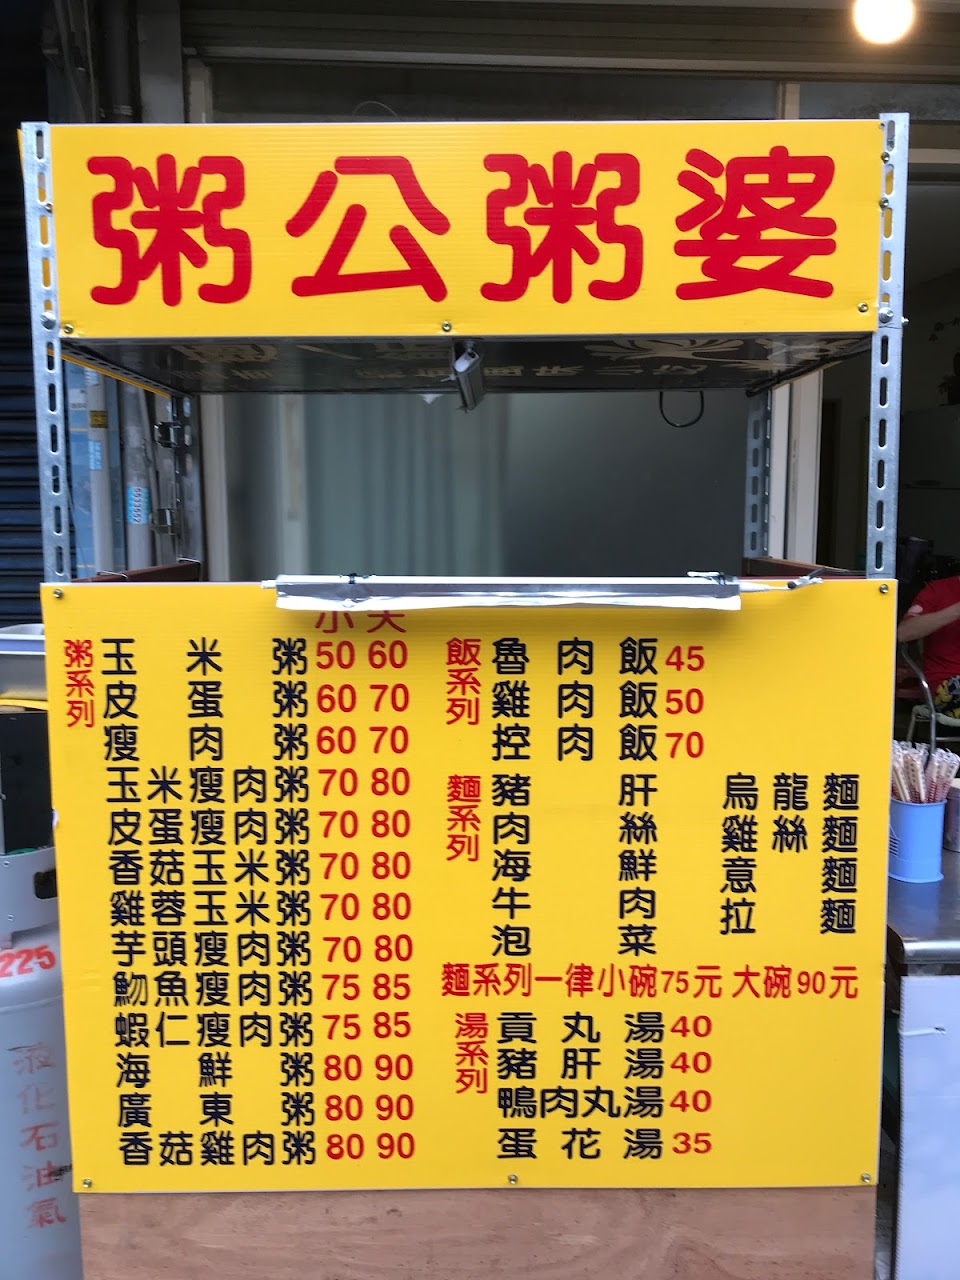 粥公粥婆
小 大
粥系列
玉米粥 50 60
皮蛋粥 60 70
瘦肉粥 60 70
玉米瘦肉粥 70 80
皮蛋瘦肉粥 70 80
香菇玉米粥 70 80
雞蓉玉米粥 70 80
芋頭瘦肉粥 70 80
魩魚瘦肉粥 75 85
蝦仁瘦肉粥 75 85
海鮮粥 80 90
廣東粥 80 90
香菇雞肉粥 80 90
飯系列
魯肉飯 45
雞肉飯 50
控肉飯 70
麵系列
豬肝 烏龍麵
肉絲 雞絲麵
海鮮 意麵
牛肉 拉麵
泡菜
麵系列一律小碗75元 大碗90元
湯系列
貢丸湯 40
豬肝湯 40
鴨肉丸湯 40
蛋花湯 35
225
液化石油氣